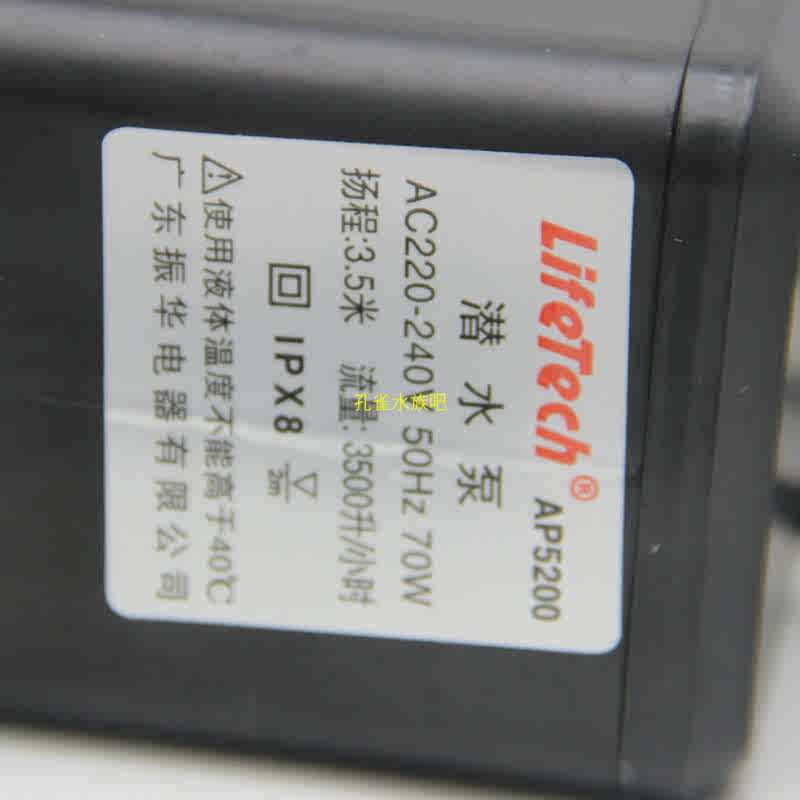 LifeTech® AP5200
潜水泵
AC220-240V 50Hz 70W
扬程:3.5米 流量:3500升/小时
IPX8 2m
⚠使用液体温度不能高于40℃
广东振华电器有限公司
孔雀水族吧